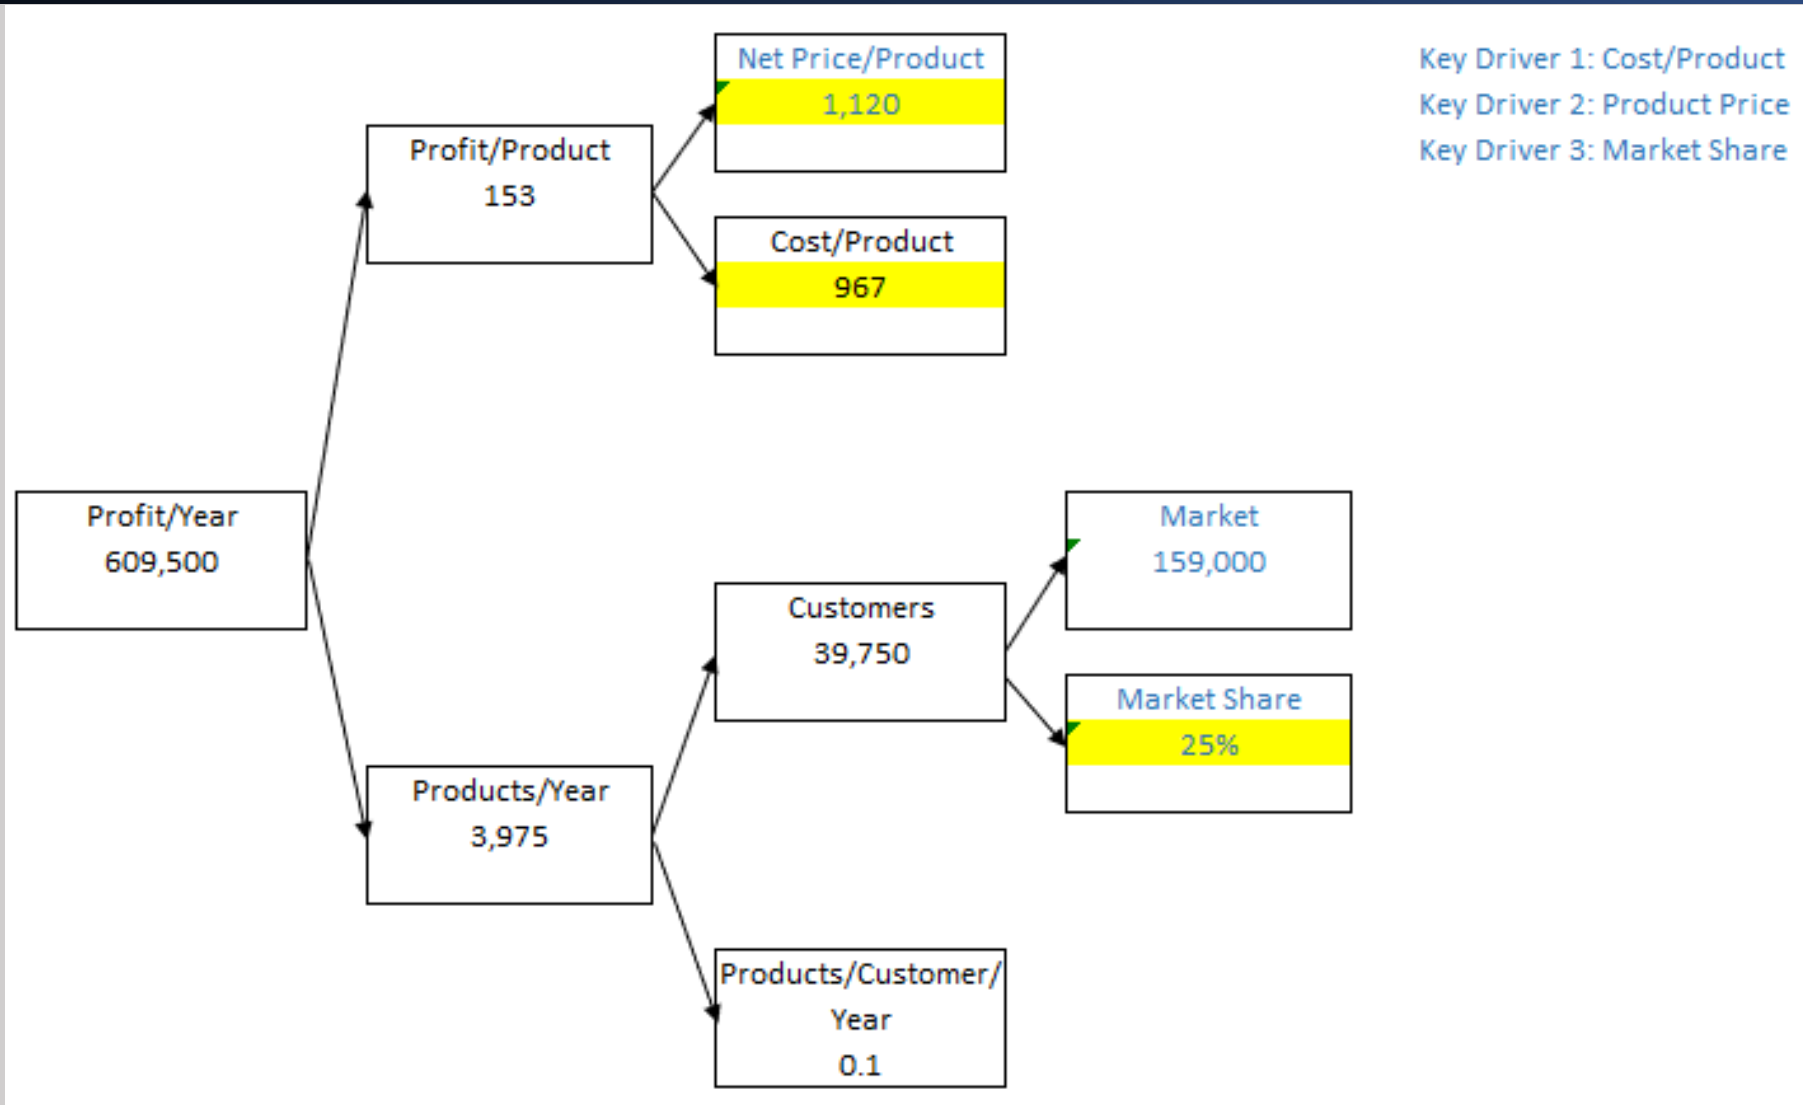 Net Price/Product
1,120
Key Driver 1: Cost/Product
Key Driver 2: Product Price
Key Driver 3: Market Share
Profit/Product
153
Cost/Product
967
Profit/Year
609,500
Market
159,000
Customers
39,750
Market Share
25%
Products/Year
3,975
Products/Customer/
Year
0.1